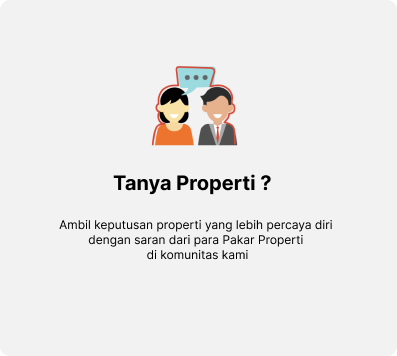 Tanya Properti ?
Ambil keputusan properti yang lebih percaya diri
dengan saran dari para Pakar Properti
di komunitas kami